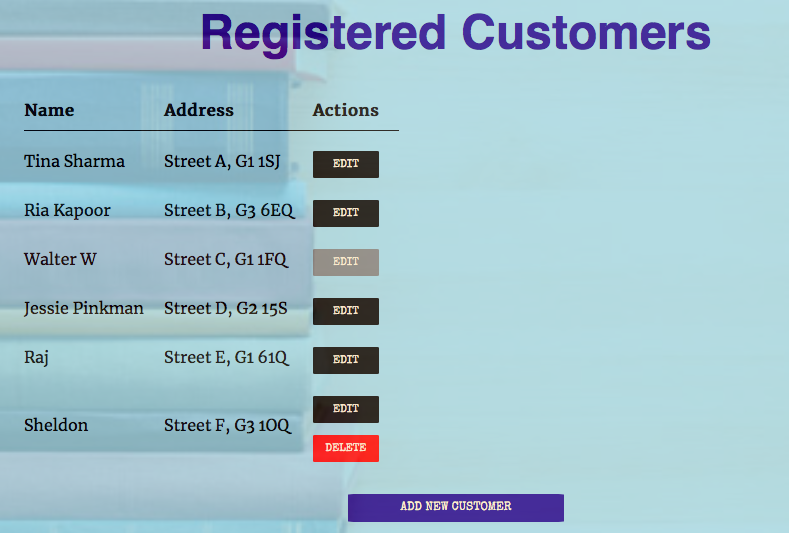 Registered Customers
Name Address Actions
Tina Sharma Street A, G1 1SJ EDIT
Ria Kapoor Street B, G3 6EQ EDIT
Walter W Street C, G1 1FQ EDIT
Jessie Pinkman Street D, G2 15S EDIT
Raj Street E, G1 61Q EDIT
Sheldon Street F, G3 1OQ EDIT
DELETE
ADD NEW CUSTOMER